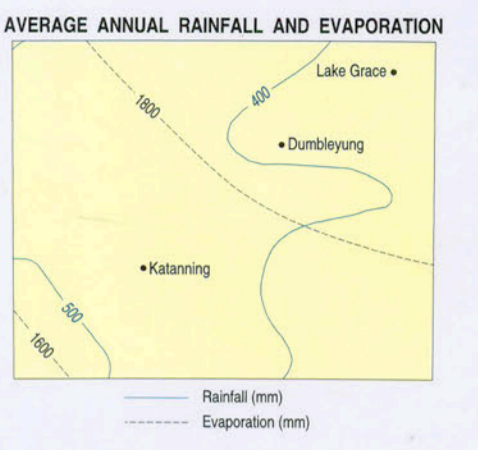 AVERAGE ANNUAL RAINFALL AND EVAPORATION
Lake Grace
400
1800
Dumbleyung
Katanning
500
1600
Rainfall (mm)
Evaporation (mm)